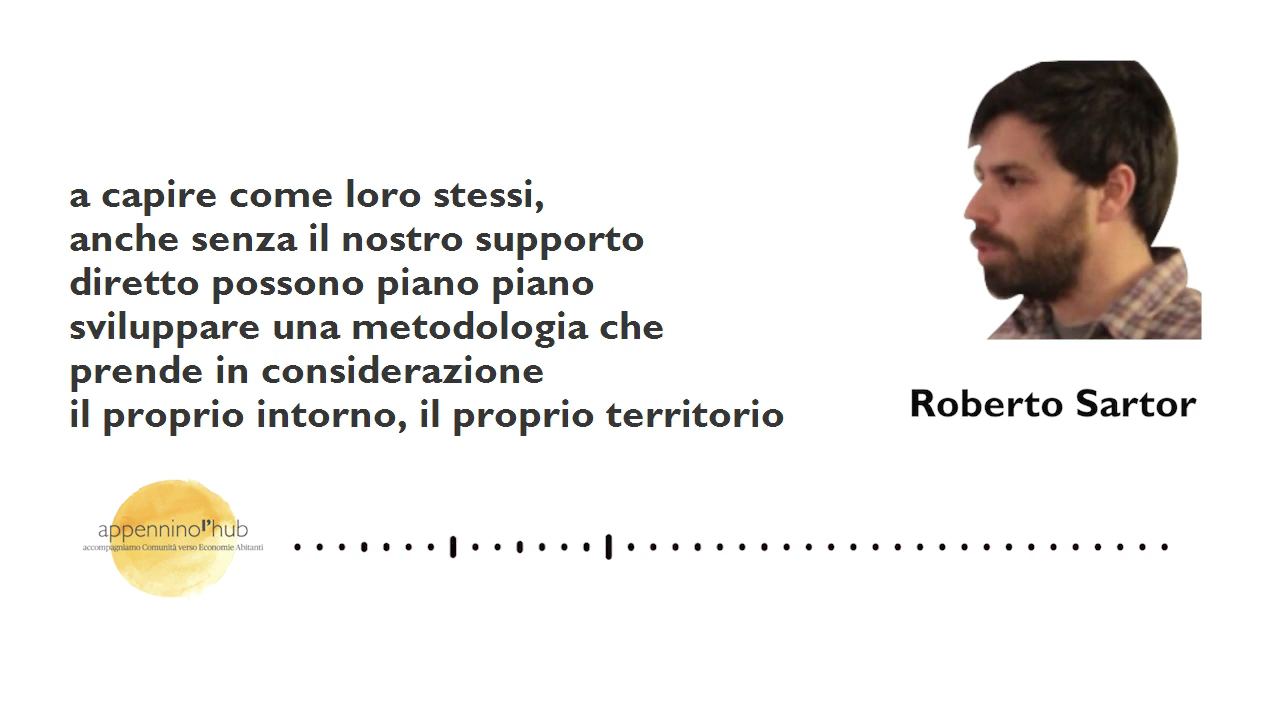 a capire come loro stessi,
anche senza il nostro supporto
diretto possono piano piano
sviluppare una metodologia che
prende in considerazione
il proprio intorno, il proprio territorio
Roberto Sartor
appenninol'hub
accompagniamo Comunità verso Economie Abitanti